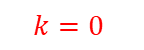 k = 0